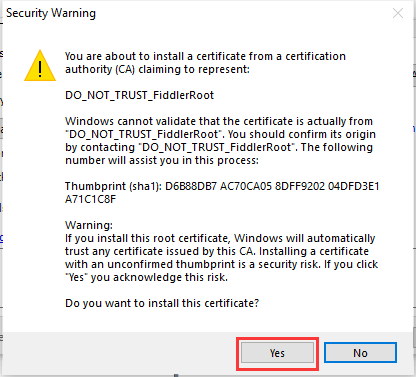 Security Warning
You are about to install a certificate from a certification
authority (CA) claiming to represent:
DO_NOT_TRUST_FiddlerRoot
Windows cannot validate that the certificate is actually from
"DO_NOT_TRUST_FiddlerRoot". You should confirm its origin
by contacting "DO_NOT_TRUST_FiddlerRoot". The following
number will assist you in this process:
Thumbprint (sha1): D6B88DB7 AC70CA05 8DFF9202 04DFD3E1
A71C1C8F
Warning:
If you install this root certificate, Windows will automatically
trust any certificate issued by this CA. Installing a certificate
with an unconfirmed thumbprint is a security risk. If you click
"Yes" you acknowledge this risk.
Do you want to install this certificate?
Yes
No